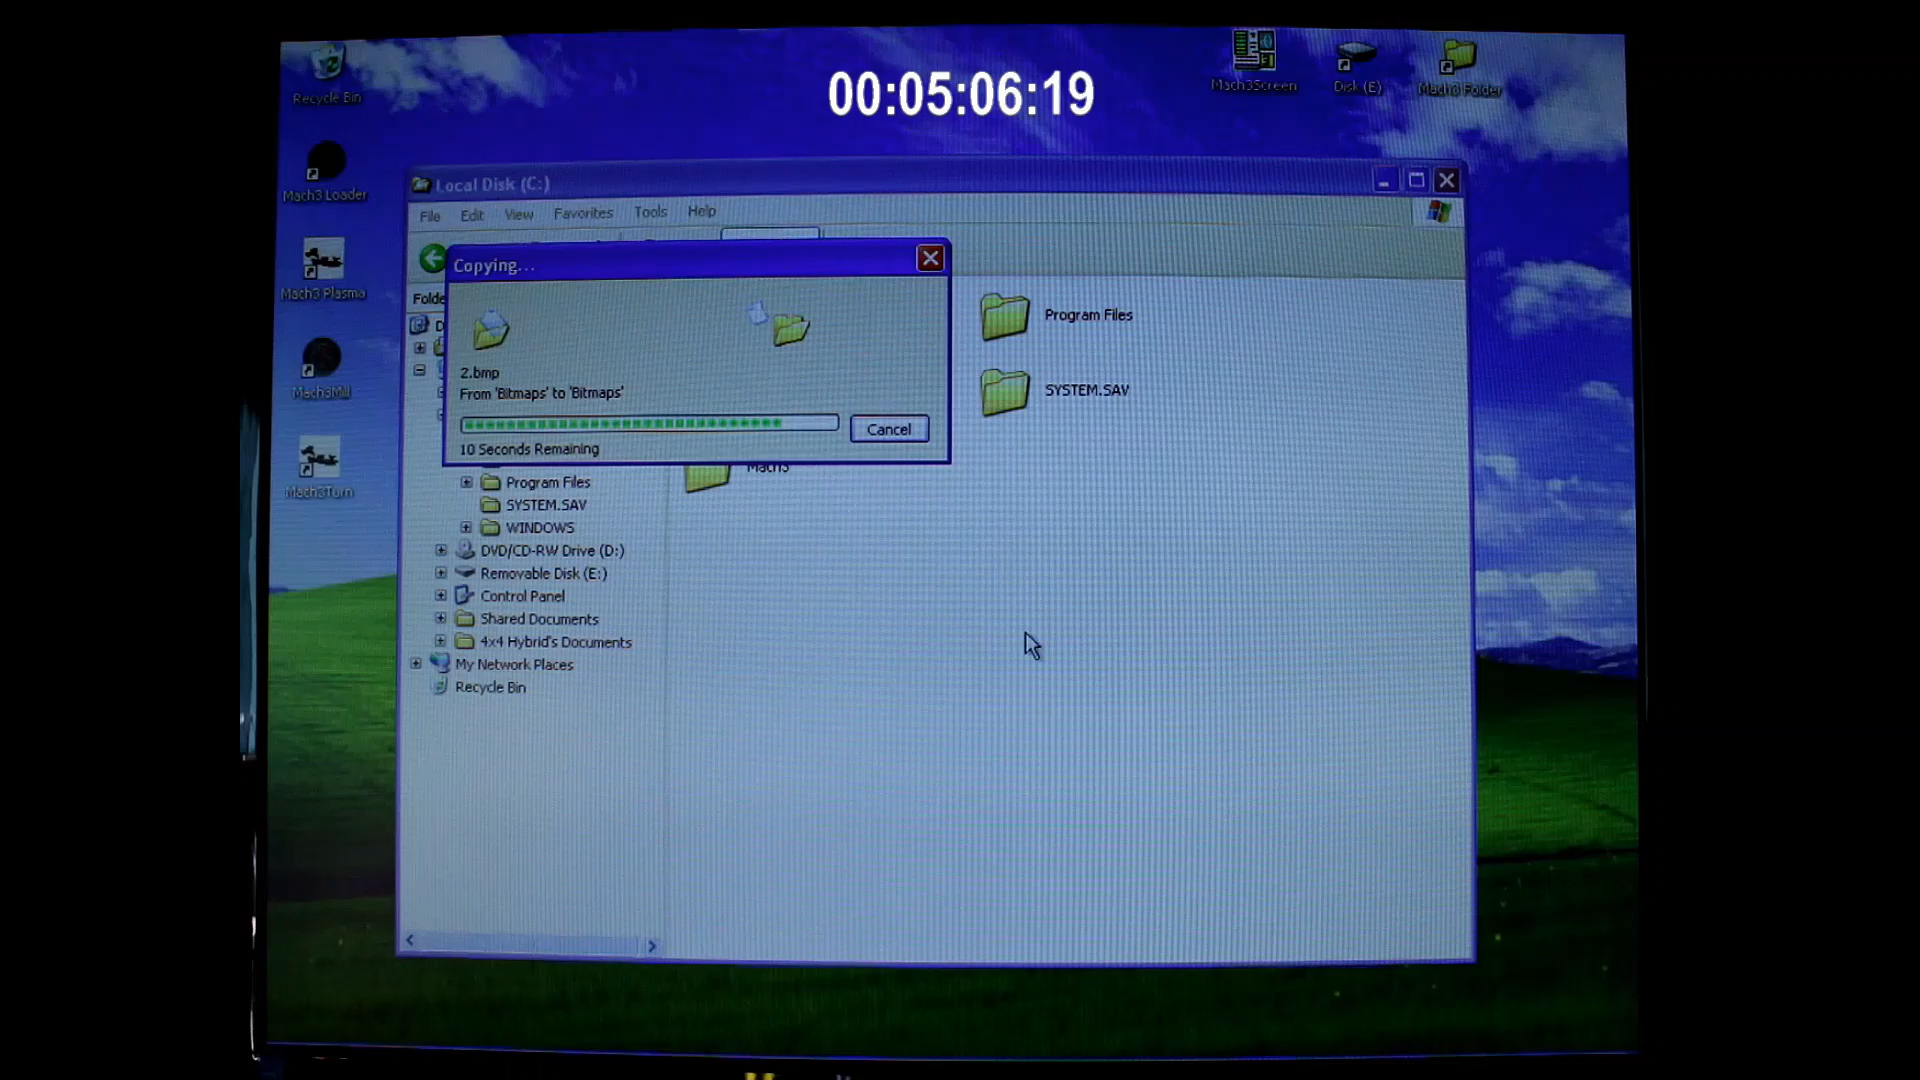 00:05:06:19
Recycle Bin
Mach3Screen
Disk (E)
Mach3 Folder
Mach3 Loader
Mach3 Plasma
Mach3Mill
Mach3Turn
Local Disk (C:)
File Edit View Favorites Tools Help
Copying...
2.bmp
From 'Bitmaps' to 'Bitmaps'
Cancel
10 Seconds Remaining
Folde
D
Program Files
SYSTEM.SAV
Mach3
Program Files
SYSTEM.SAV
WINDOWS
DVD/CD-RW Drive (D:)
Removable Disk (E:)
Control Panel
Shared Documents
4x4 Hybrid's Documents
My Network Places
Recycle Bin